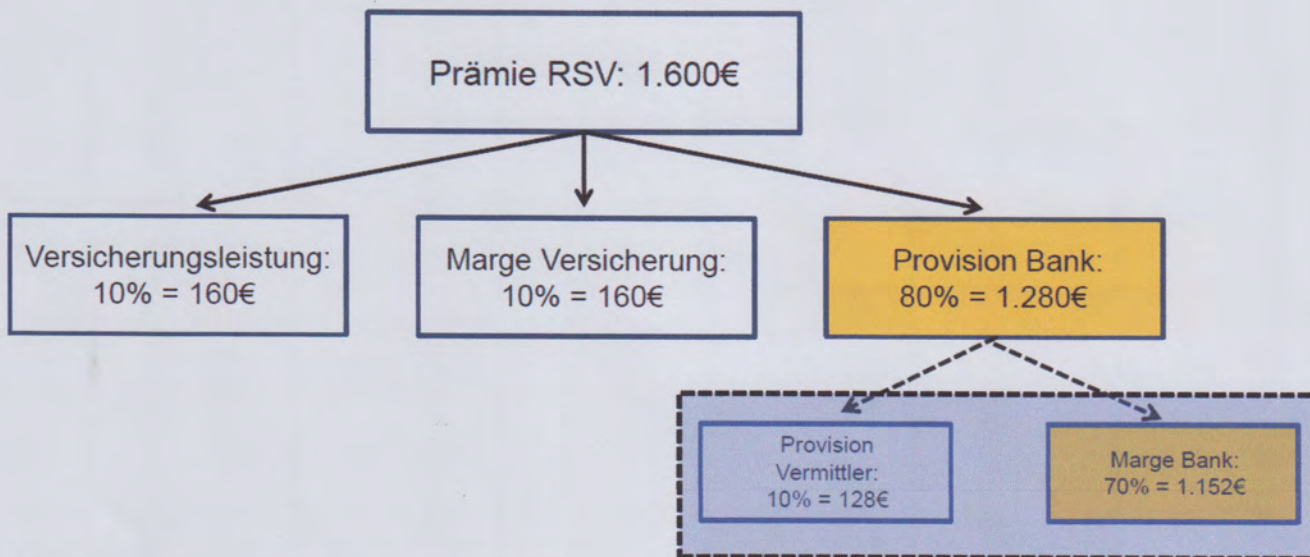 Prämie RSV: 1.600€
Versicherungsleistung:
10% = 160€
Marge Versicherung:
10% = 160€
Provision Bank:
80% = 1.280€
Provision
Vermittler:
10% = 128€
Marge Bank:
70% = 1.152€